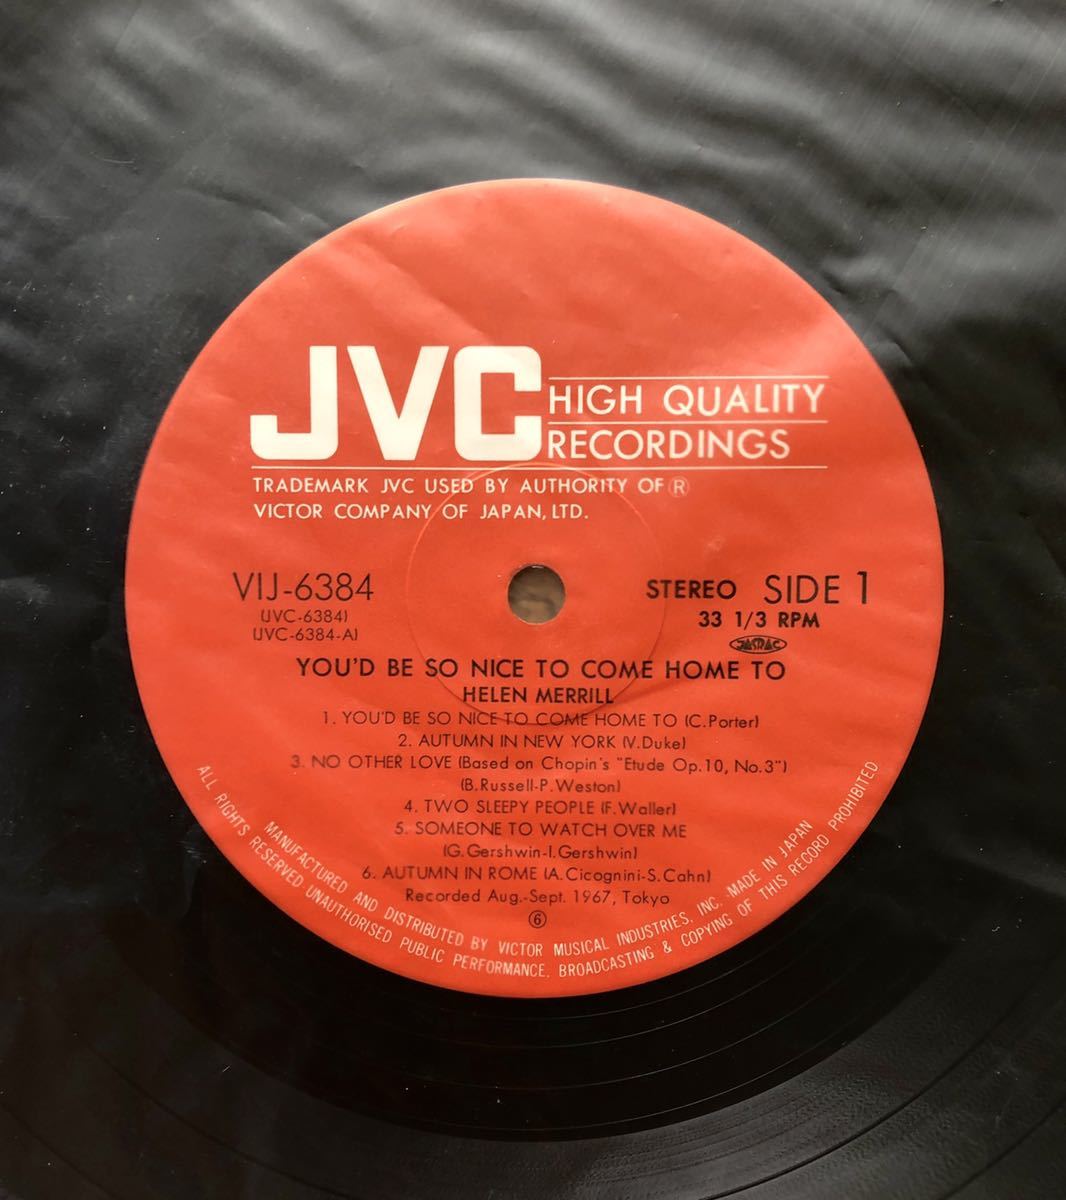 JVC HIGH QUALITY
RECORDINGS
TRADEMARK JVC USED BY AUTHORITY OF Ⓡ
VICTOR COMPANY OF JAPAN, LTD.
VIJ-6384
(JVC-6384)
(JVC-6384-A)
STEREO SIDE 1
33 1/3 RPM
JASRAC
YOU'D BE SO NICE TO COME HOME TO
HELEN MERRILL
1. YOU'D BE SO NICE TO COME HOME TO (C.Porter)
2. AUTUMN IN NEW YORK (V.Duke)
3. NO OTHER LOVE (Based on Chopin's "Etude Op.10, No.3")
(B.Russell-P.Weston)
4. TWO SLEEPY PEOPLE (F.Waller)
5. SOMEONE TO WATCH OVER ME
(G.Gershwin-I.Gershwin)
6. AUTUMN IN ROME (A.Cicognini-S.Cahn)
Recorded Aug.-Sept. 1967, Tokyo
⑥
MANUFACTURED AND DISTRIBUTED BY VICTOR MUSICAL INDUSTRIES, INC. MADE IN JAPAN
ALL RIGHTS RESERVED UNAUTHORISED PUBLIC PERFORMANCE, BROADCASTING & COPYING OF THIS RECORD PROHIBITED